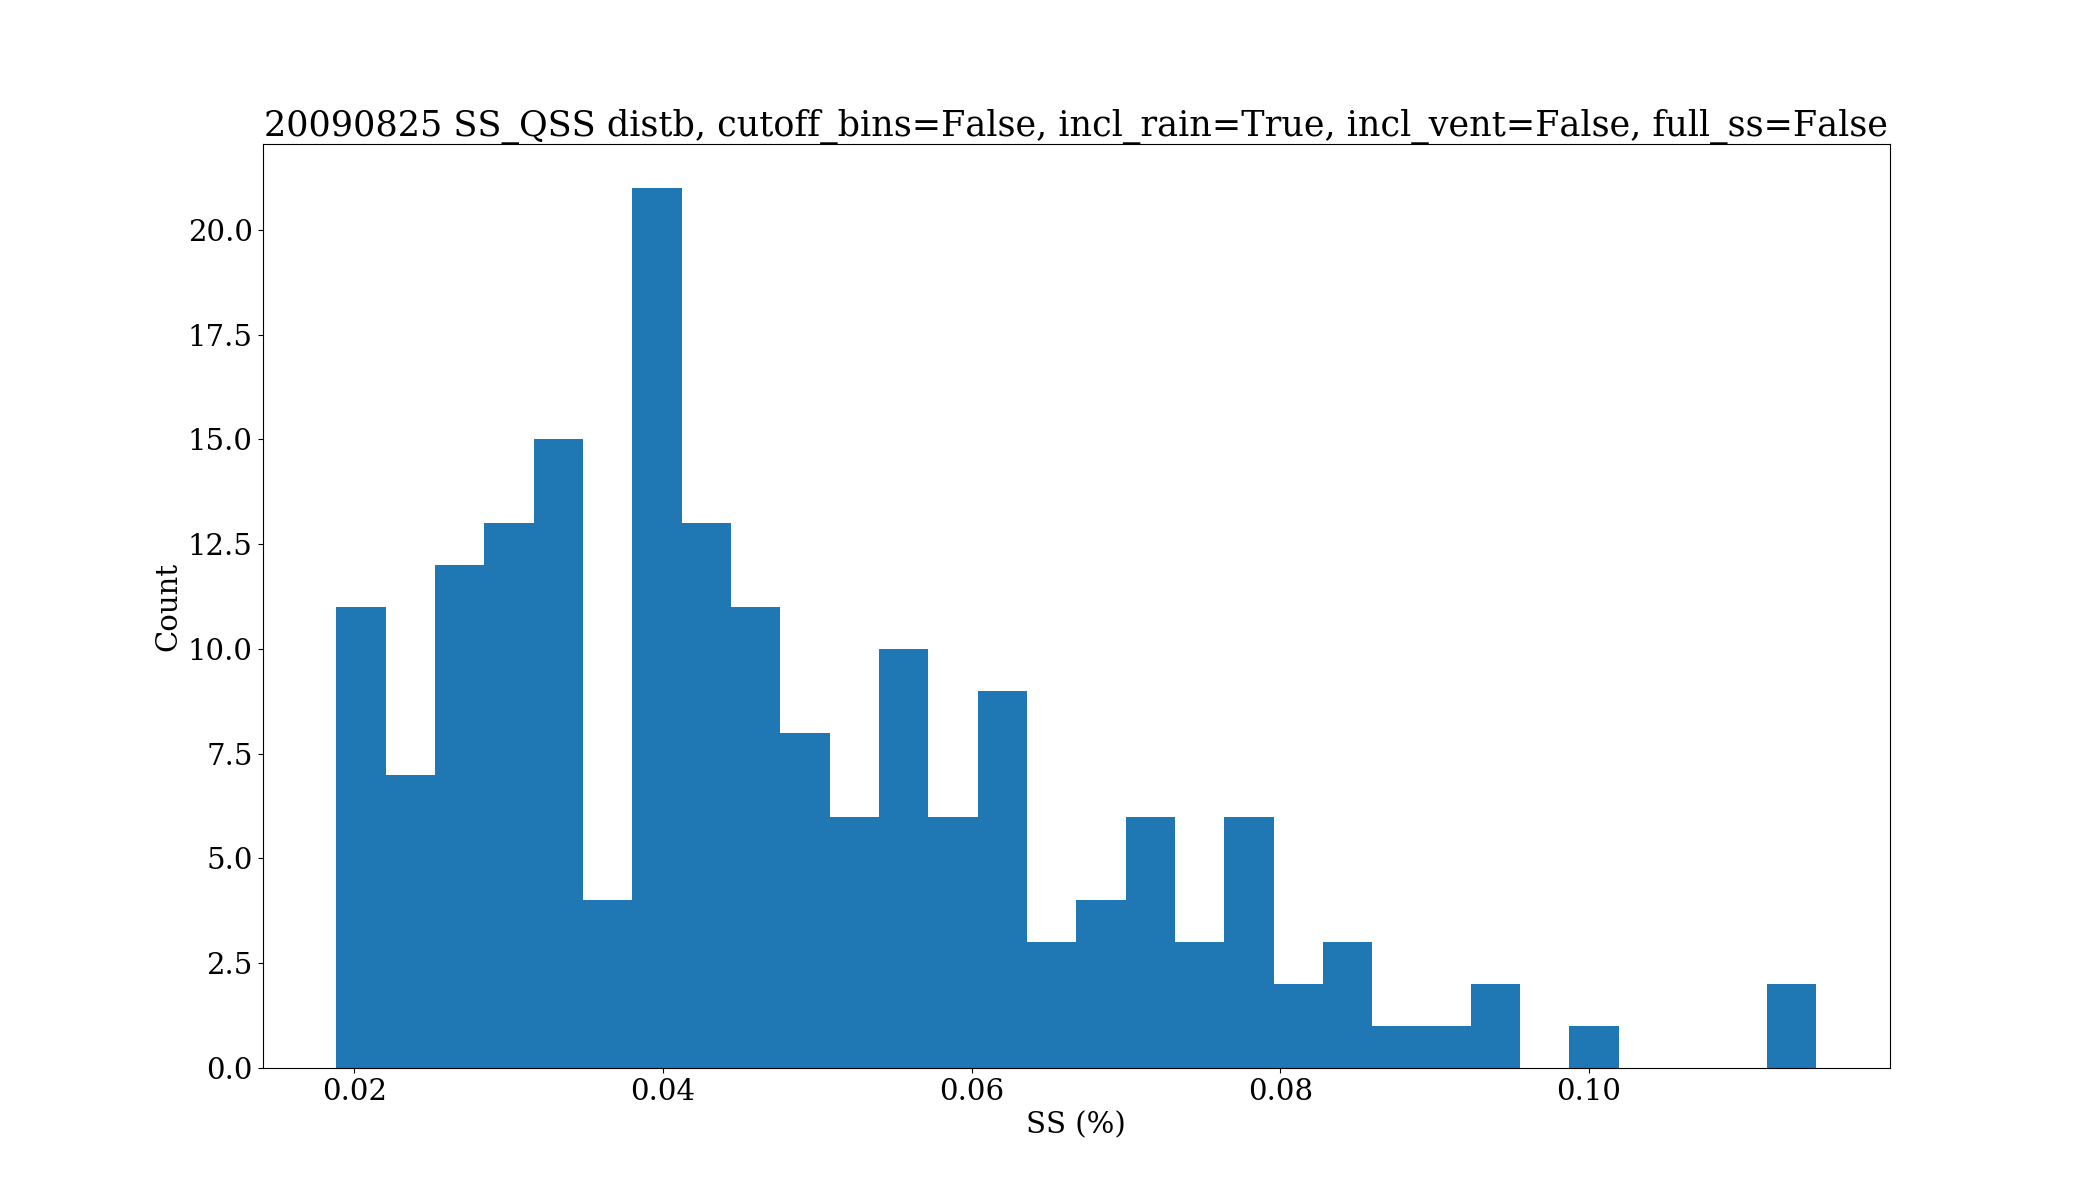 20090825 SS_QSS distb, cutoff_bins=False, incl_rain=True, incl_vent=False, full_ss=False
20.0
17.5
15.0
12.5
10.0
7.5
5.0
2.5
0.0
Count
0.02 0.04 0.06 0.08 0.10
SS (%)